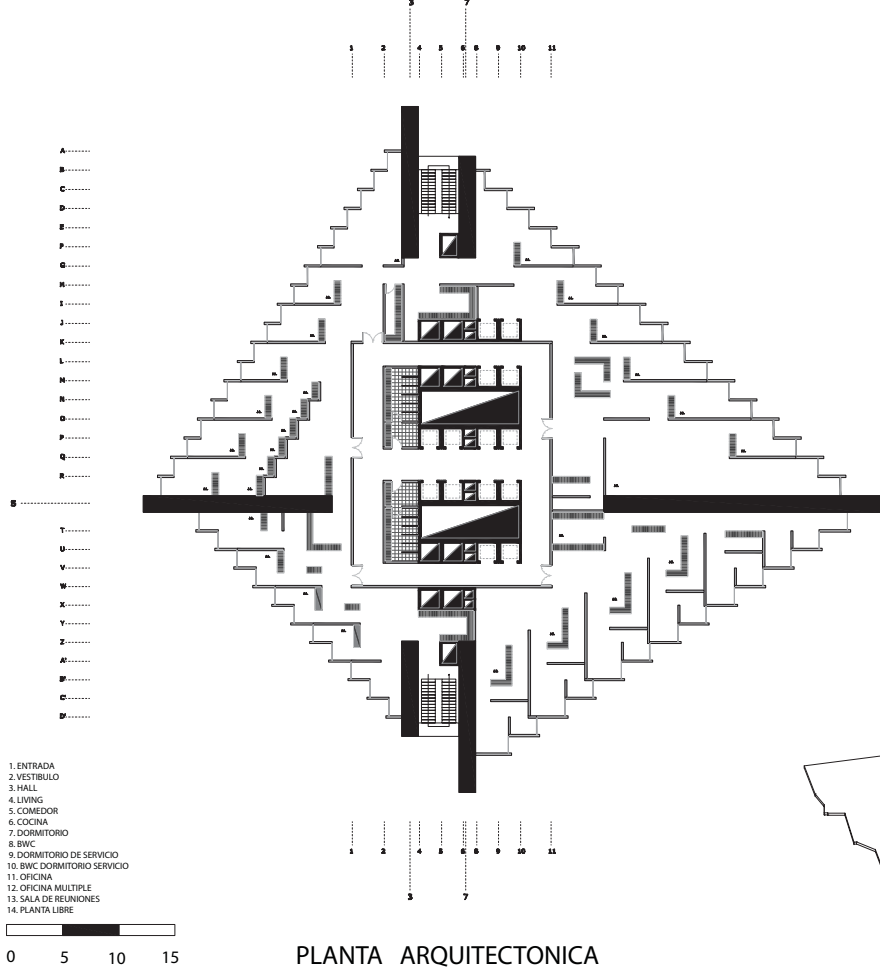 3 7
1 2 4 5 6 8 9 10 11
A
B
C
D
E
F
G
H
I
J
K
L
M
N
O
P
Q
R
S
T
U
V
W
X
Y
Z
A'
B'
C'
D'
1. ENTRADA
2. VESTIBULO
3. HALL
4. LIVING
5. COMEDOR
6. COCINA
7. DORMITORIO
8. BWC
9. DORMITORIO DE SERVICIO
10. BWC DORMITORIO SERVICIO
11. OFICINA
12. OFICINA MULTIPLE
13. SALA DE REUNIONES
14. PLANTA LIBRE
1 2 4 5 6 8 9 10 11
3 7
0 5 10 15
PLANTA ARQUITECTONICA